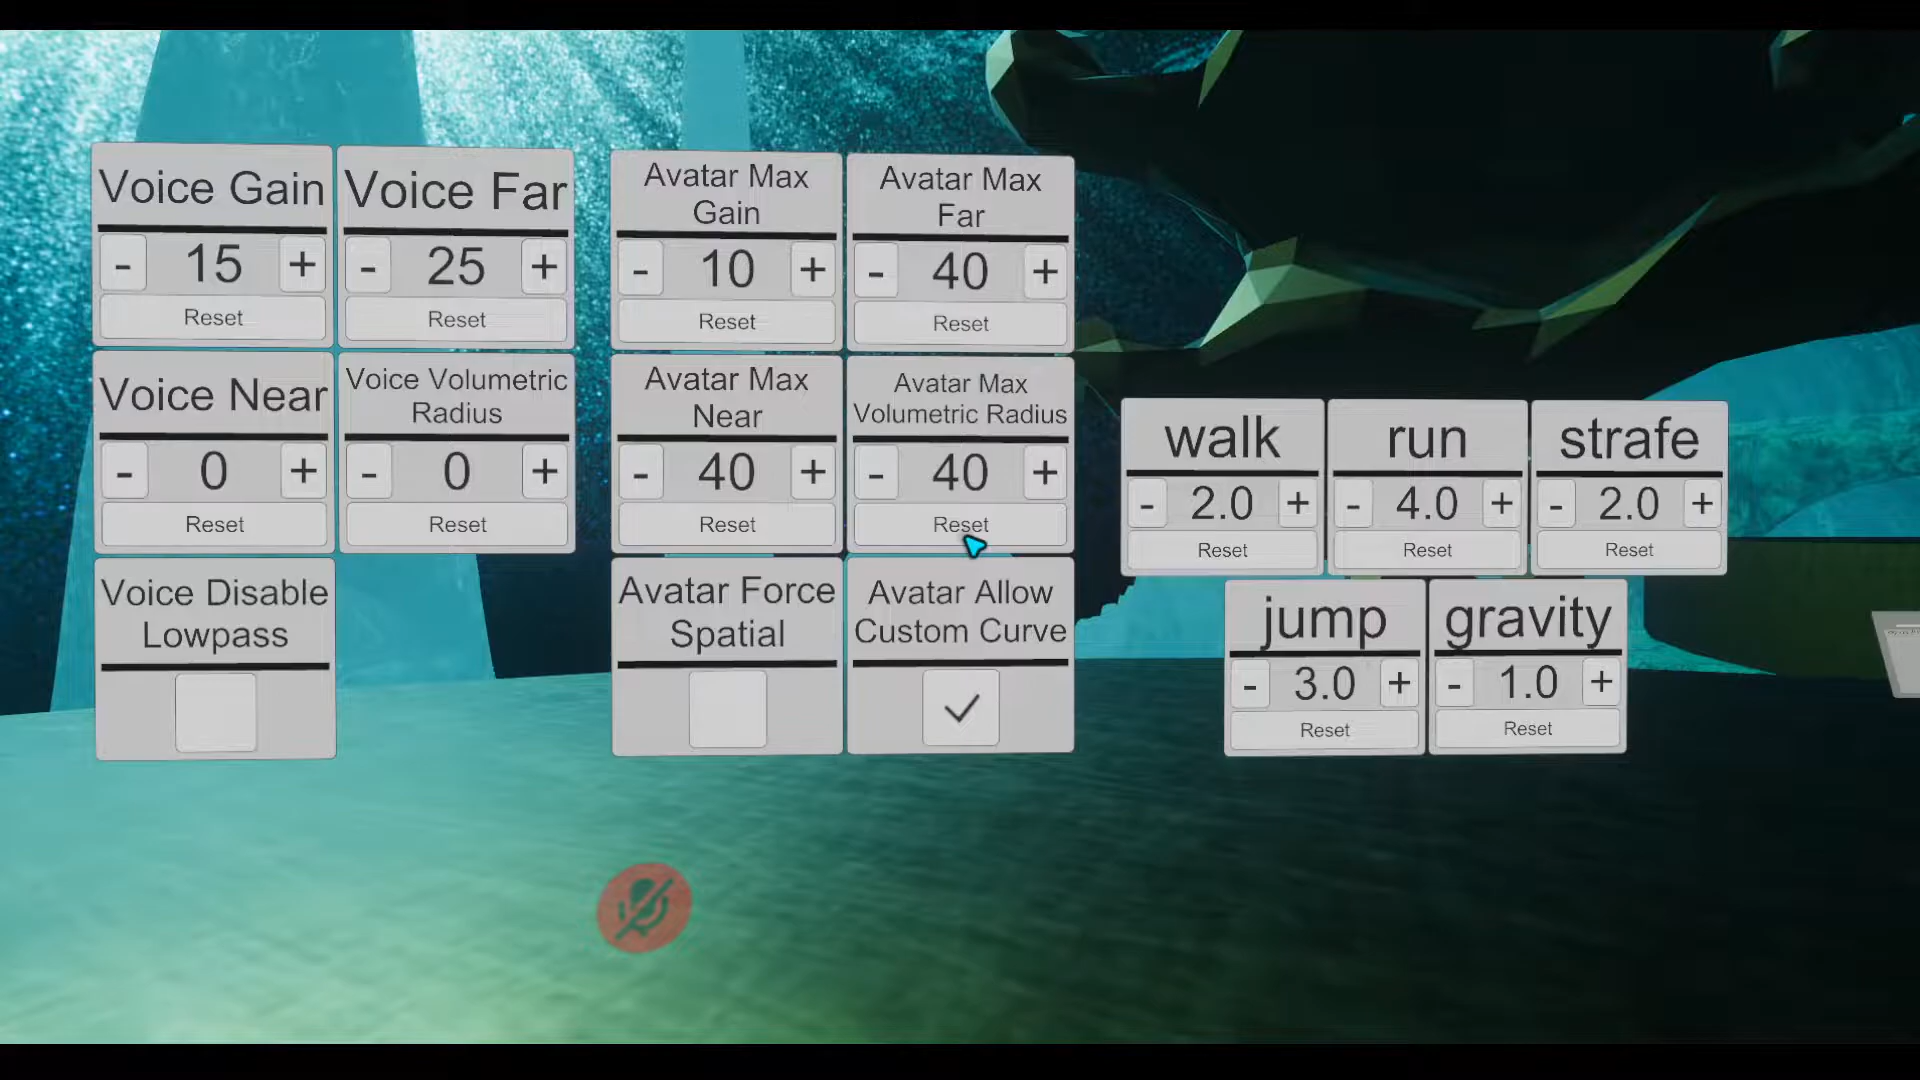 Voice Gain
- 15 +
Reset
Voice Far
- 25 +
Reset
Voice Near
- 0 +
Reset
Voice Volumetric
Radius
- 0 +
Reset
Voice Disable
Lowpass
Avatar Max
Gain
- 10 +
Reset
Avatar Max
Far
- 40 +
Reset
Avatar Max
Near
- 40 +
Reset
Avatar Max
Volumetric Radius
- 40 +
Reset
Avatar Force
Spatial
Avatar Allow
Custom Curve
walk
- 2.0 +
Reset
run
- 4.0 +
Reset
strafe
- 2.0 +
Reset
jump
- 3.0 +
Reset
gravity
- 1.0 +
Reset